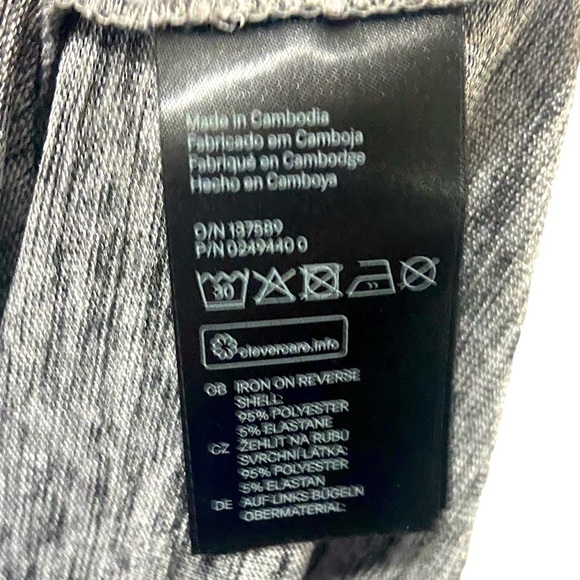 Made in Cambodia
Fabricado em Camboja
Fabriqué en Cambodge
Hecho en Camboya
O/N 137589
P/N 0249440 0
30
clevercare.info
GB IRON ON REVERSE
SHELL:
95% POLYESTER
5% ELASTANE
CZ ŽEHLIT NA RUBU
SVRCHNÍ LÁTKA:
95% POLYESTER
5% ELASTAN
DE AUF LINKS BÜGELN
OBERMATERIAL: